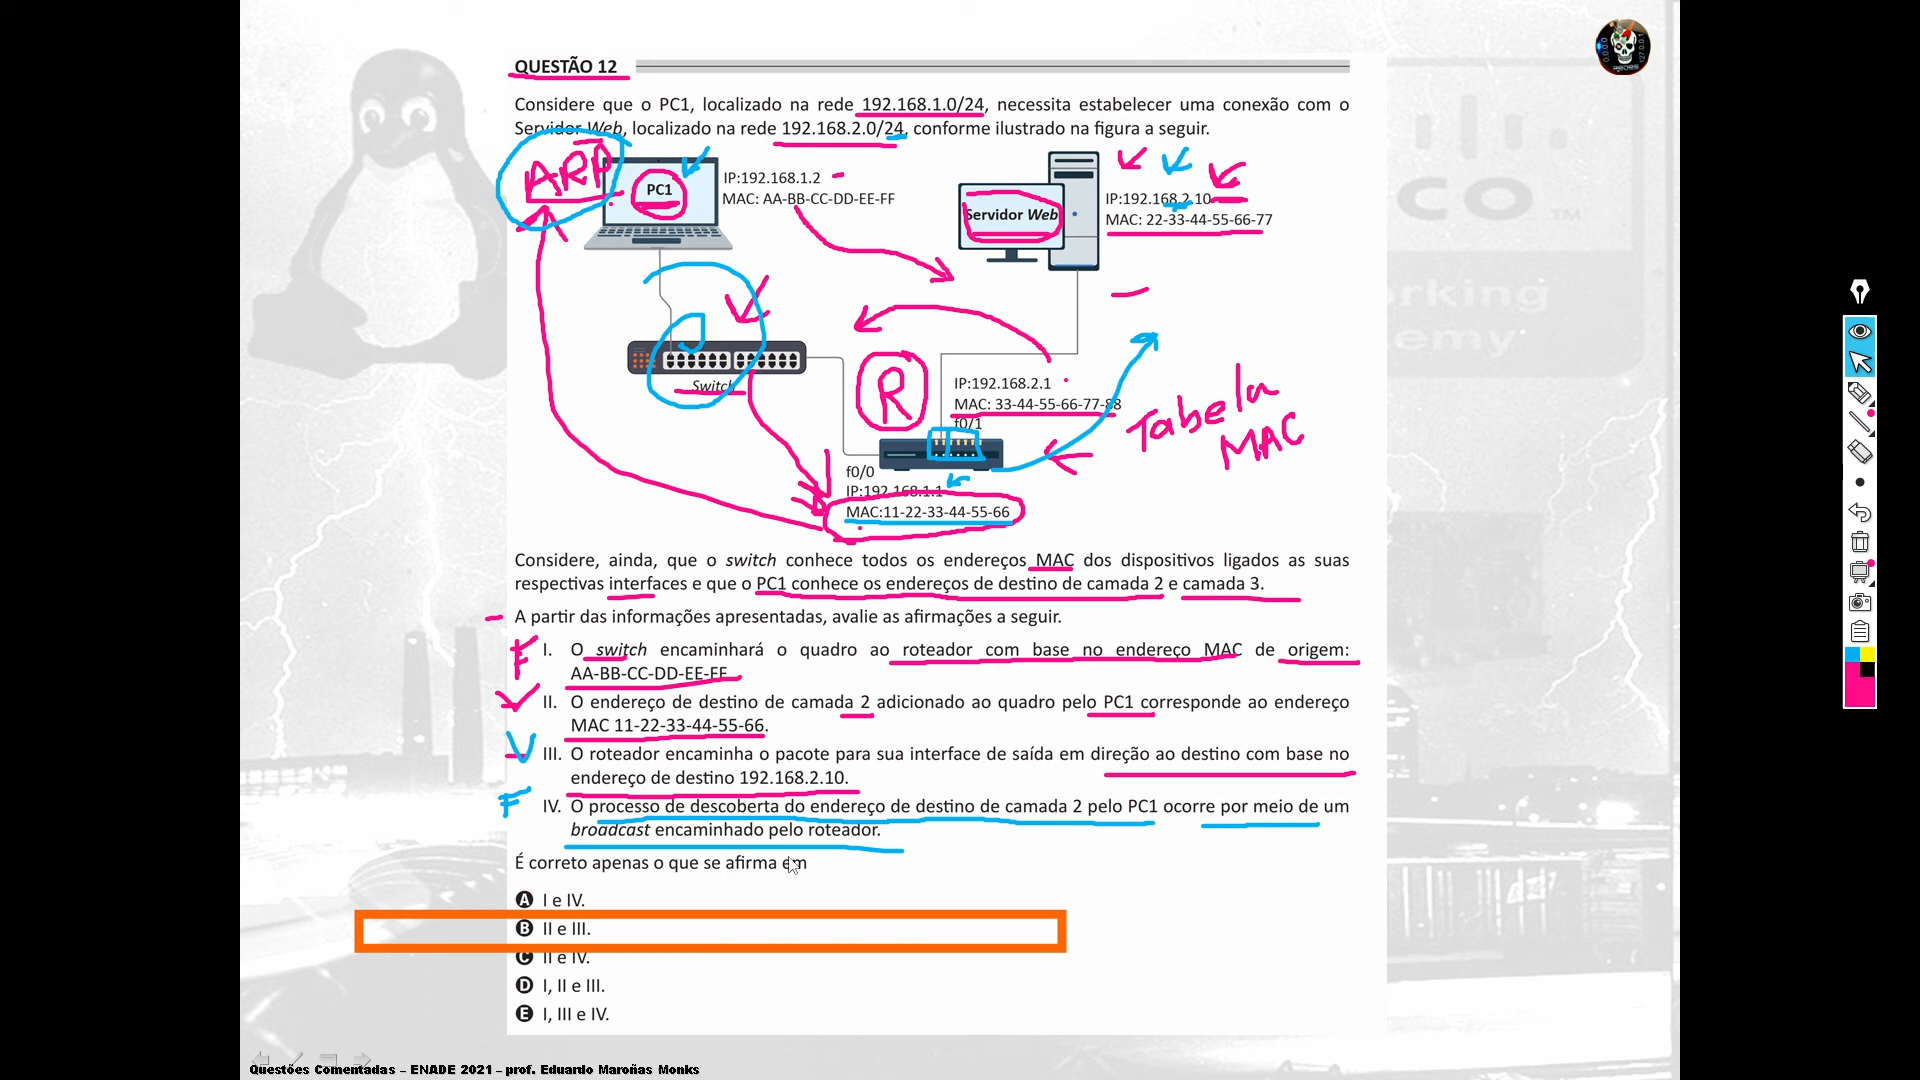 QUESTÃO 12
Considere que o PC1, localizado na rede 192.168.1.0/24, necessita estabelecer uma conexão com o
Servidor Web, localizado na rede 192.168.2.0/24, conforme ilustrado na figura a seguir.
ARP
PC1
IP:192.168.1.2
MAC: AA-BB-CC-DD-EE-FF
Servidor Web
IP:192.168.2.10
MAC: 22-33-44-55-66-77
Switch
R
IP:192.168.2.1
MAC: 33-44-55-66-77-88
f0/1
Tabela
MAC
f0/0
IP:192.168.1.1
MAC:11-22-33-44-55-66
Considere, ainda, que o switch conhece todos os endereços MAC dos dispositivos ligados as suas
respectivas interfaces e que o PC1 conhece os endereços de destino de camada 2 e camada 3.
A partir das informações apresentadas, avalie as afirmações a seguir.
F I. O switch encaminhará o quadro ao roteador com base no endereço MAC de origem:
AA-BB-CC-DD-EE-FF
II. O endereço de destino de camada 2 adicionado ao quadro pelo PC1 corresponde ao endereço
MAC 11-22-33-44-55-66.
V III. O roteador encaminha o pacote para sua interface de saída em direção ao destino com base no
endereço de destino 192.168.2.10.
F IV. O processo de descoberta do endereço de destino de camada 2 pelo PC1 ocorre por meio de um
broadcast encaminhado pelo roteador.
É correto apenas o que se afirma em
A I e IV.
B II e III.
C II e IV.
D I, II e III.
E I, III e IV.
Questões Comentadas – ENADE 2021 – prof. Eduardo Maroñas Monks